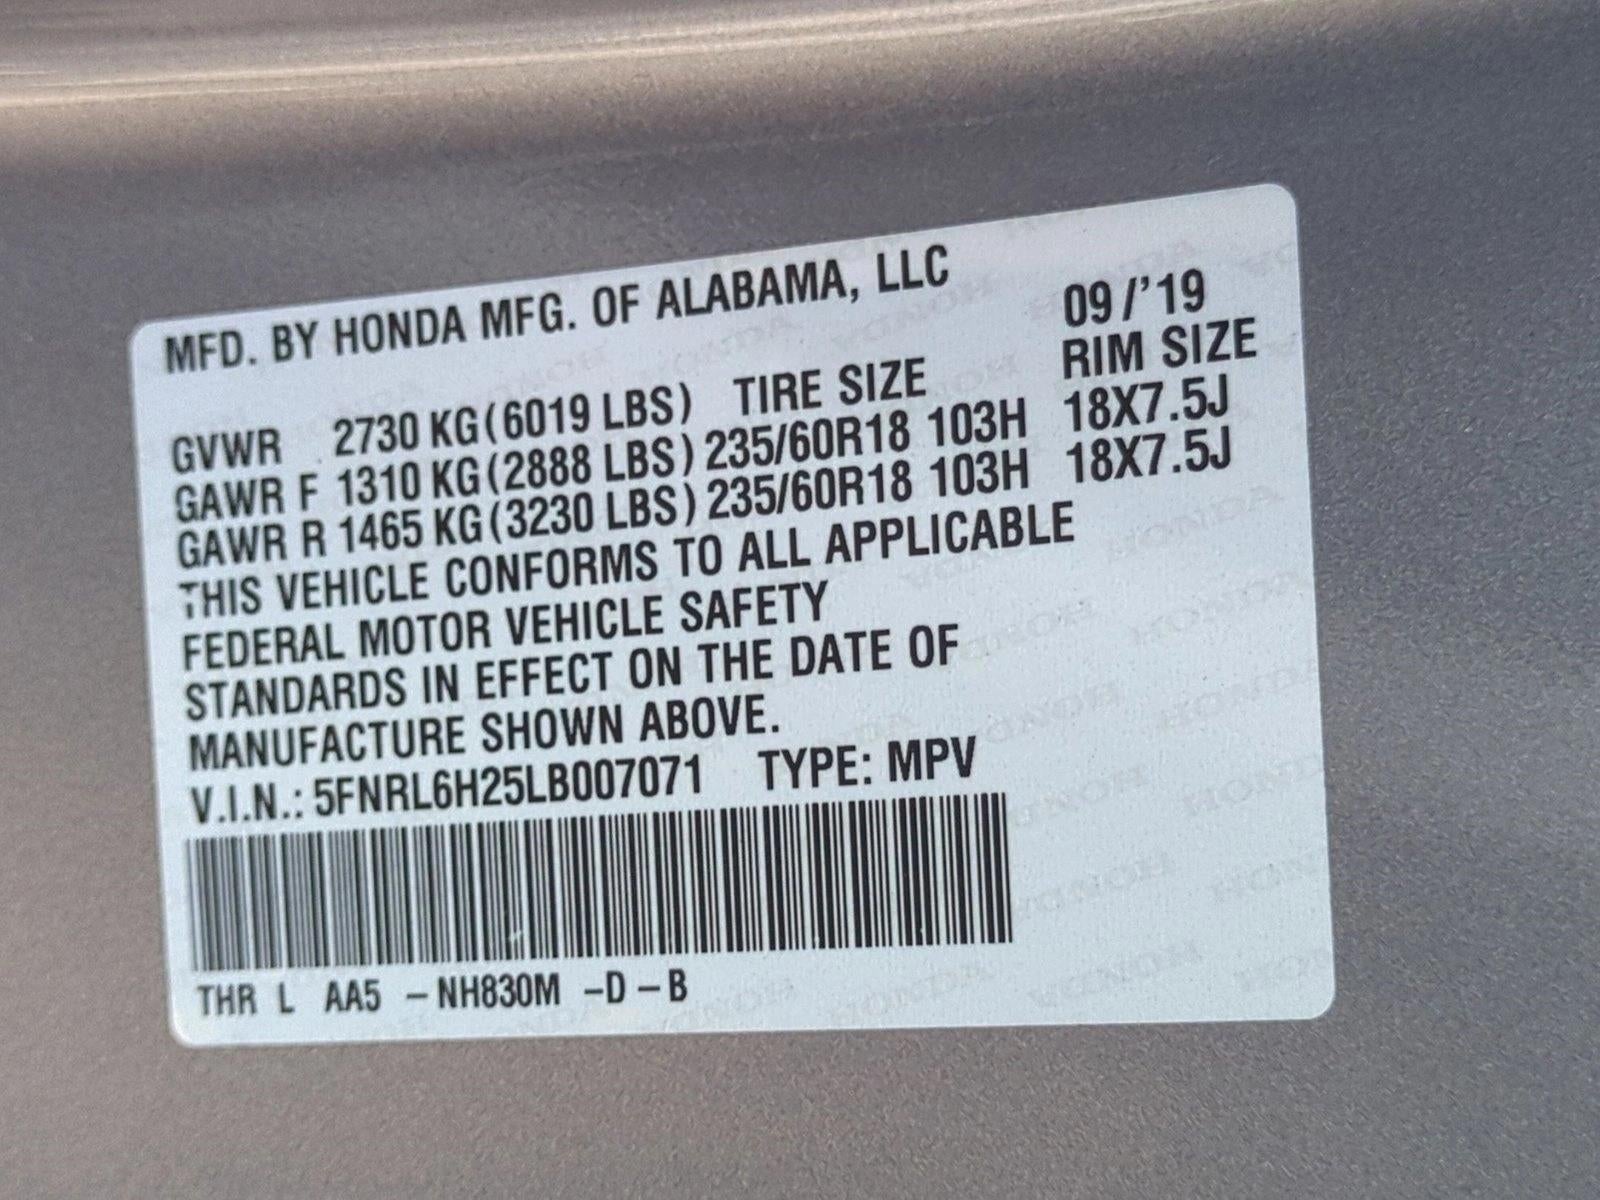 MFD. BY HONDA MFG. OF ALABAMA, LLC 09/'19
GVWR 2730 KG(6019 LBS) TIRE SIZE RIM SIZE
GAWR F 1310 KG(2888 LBS) 235/60R18 103H 18X7.5J
GAWR R 1465 KG(3230 LBS) 235/60R18 103H 18X7.5J
THIS VEHICLE CONFORMS TO ALL APPLICABLE
FEDERAL MOTOR VEHICLE SAFETY
STANDARDS IN EFFECT ON THE DATE OF
MANUFACTURE SHOWN ABOVE.
V.I.N.: 5FNRL6H25LB007071 TYPE: MPV
THR L AA5 -NH830M -D-B